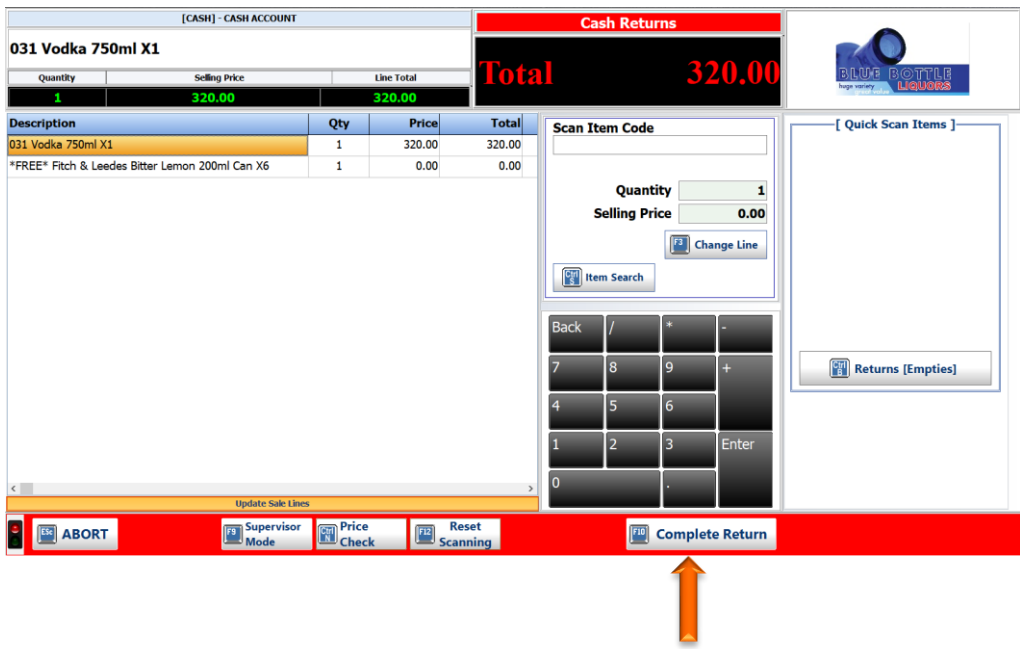 [CASH] - CASH ACCOUNT
031 Vodka 750ml X1
Quantity Selling Price Line Total
1 320.00 320.00
Cash Returns
Total 320.00
BLUE BOTTLE
huge variety LIQUORS
Description Qty Price Total
031 Vodka 750ml X1 1 320.00 320.00
*FREE* Fitch & Leedes Bitter Lemon 200ml Can X6 1 0.00 0.00
Update Sale Lines
Scan Item Code
Quantity 1
Selling Price 0.00
F3 Change Line
Ctrl S Item Search
Back / * -
7 8 9 +
4 5 6
1 2 3 Enter
0 .
[ Quick Scan Items ]
Ctrl B Returns [Empties]
ESC ABORT
F9 Supervisor Mode
Ctrl N Price Check
F12 Reset Scanning
F10 Complete Return